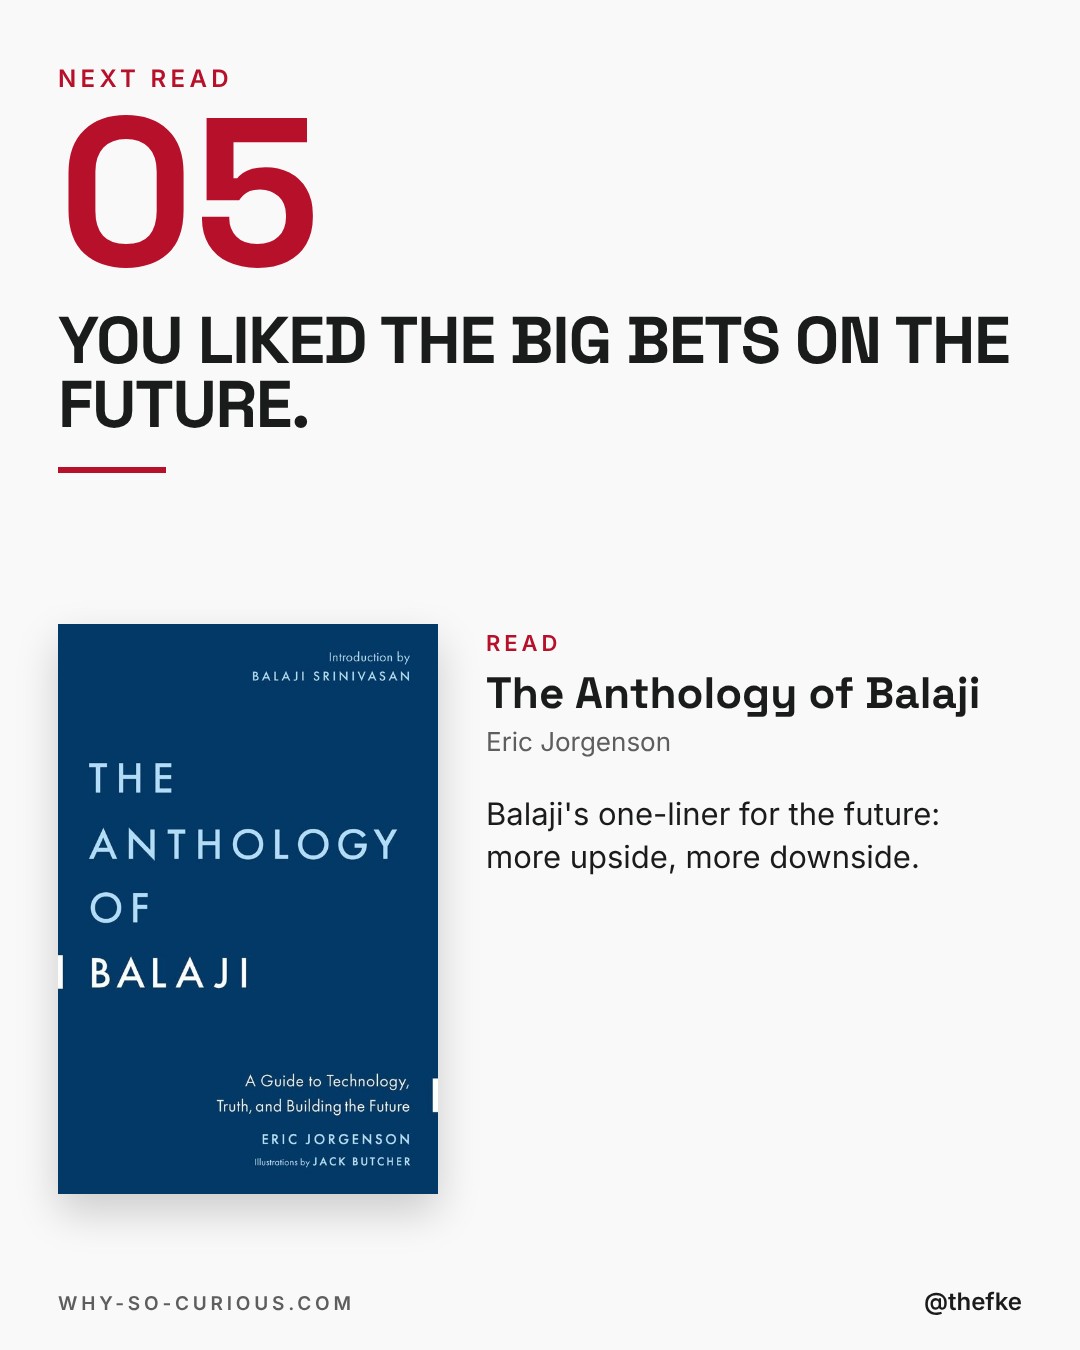 NEXT READ
05
YOU LIKED THE BIG BETS ON THE
FUTURE.
Introduction by
BALAJI SRINIVASAN
THE
ANTHOLOGY
OF
BALAJI
A Guide to Technology,
Truth, and Building the Future
ERIC JORGENSON
Illustrations by JACK BUTCHER
READ
The Anthology of Balaji
Eric Jorgenson
Balaji's one-liner for the future:
more upside, more downside.
WHY-SO-CURIOUS.COM
@thefke